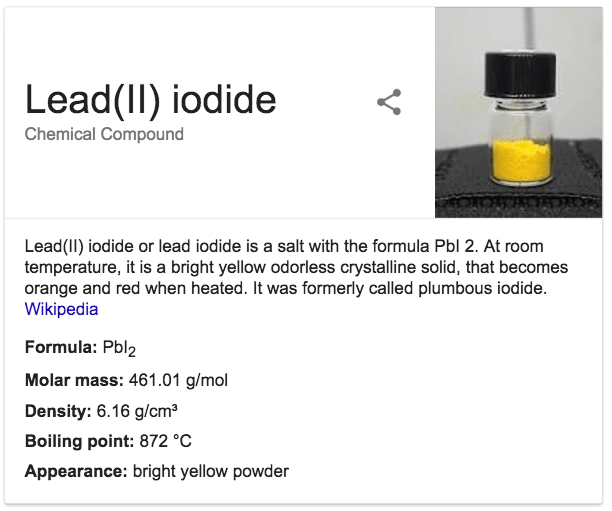 Lead(II) iodide
Chemical Compound
Lead(II) iodide or lead iodide is a salt with the formula PbI 2. At room
temperature, it is a bright yellow odorless crystalline solid, that becomes
orange and red when heated. It was formerly called plumbous iodide.
Wikipedia
Formula: PbI₂
Molar mass: 461.01 g/mol
Density: 6.16 g/cm³
Boiling point: 872 °C
Appearance: bright yellow powder